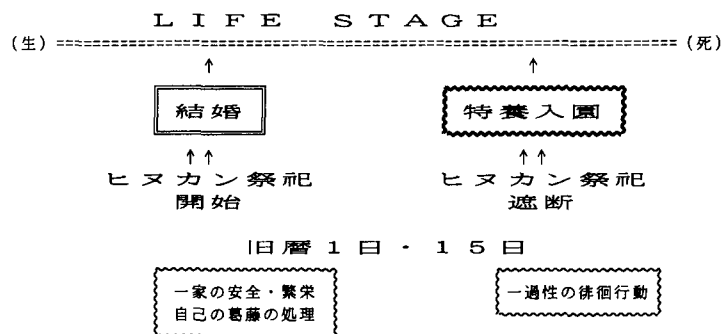 LIFE STAGE
(生) (死)
↑ ↑
結婚 特養入園
↑↑ ↑↑
ヒヌカン祭祀 ヒヌカン祭祀
開始 遮断
旧暦1日・15日
一家の安全・繁栄 一過性の徘徊行動
自己の葛藤の処理